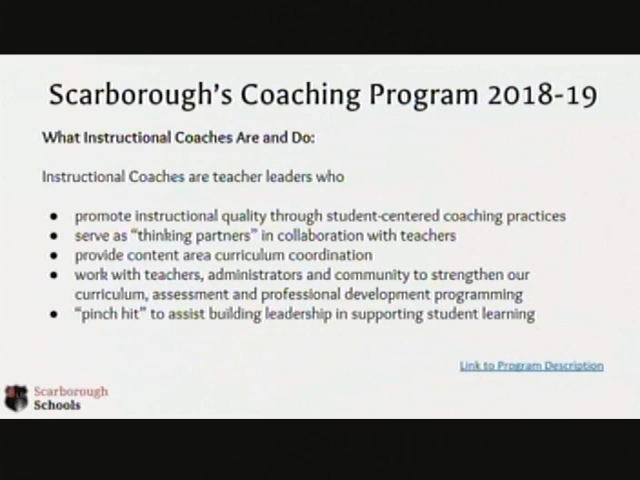 Scarborough's Coaching Program 2018-19
What Instructional Coaches Are and Do:
Instructional Coaches are teacher leaders who
● promote instructional quality through student-centered coaching practices
● serve as "thinking partners" in collaboration with teachers
● provide content area curriculum coordination
● work with teachers, administrators and community to strengthen our
curriculum, assessment and professional development programming
● "pinch hit" to assist building leadership in supporting student learning
Link to Program Description
Scarborough
Schools